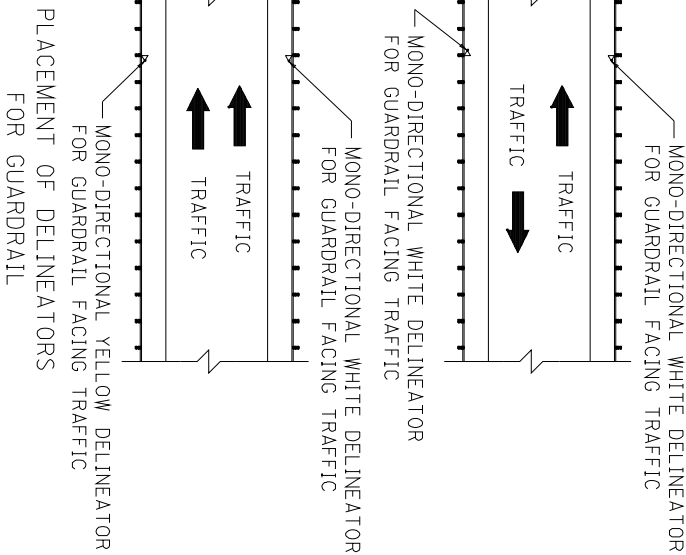 MONO-DIRECTIONAL WHITE DELINEATOR
FOR GUARDRAIL FACING TRAFFIC
TRAFFIC
TRAFFIC
MONO-DIRECTIONAL WHITE DELINEATOR
FOR GUARDRAIL FACING TRAFFIC
MONO-DIRECTIONAL WHITE DELINEATOR
FOR GUARDRAIL FACING TRAFFIC
TRAFFIC
TRAFFIC
MONO-DIRECTIONAL YELLOW DELINEATOR
FOR GUARDRAIL FACING TRAFFIC
PLACEMENT OF DELINEATORS
FOR GUARDRAIL